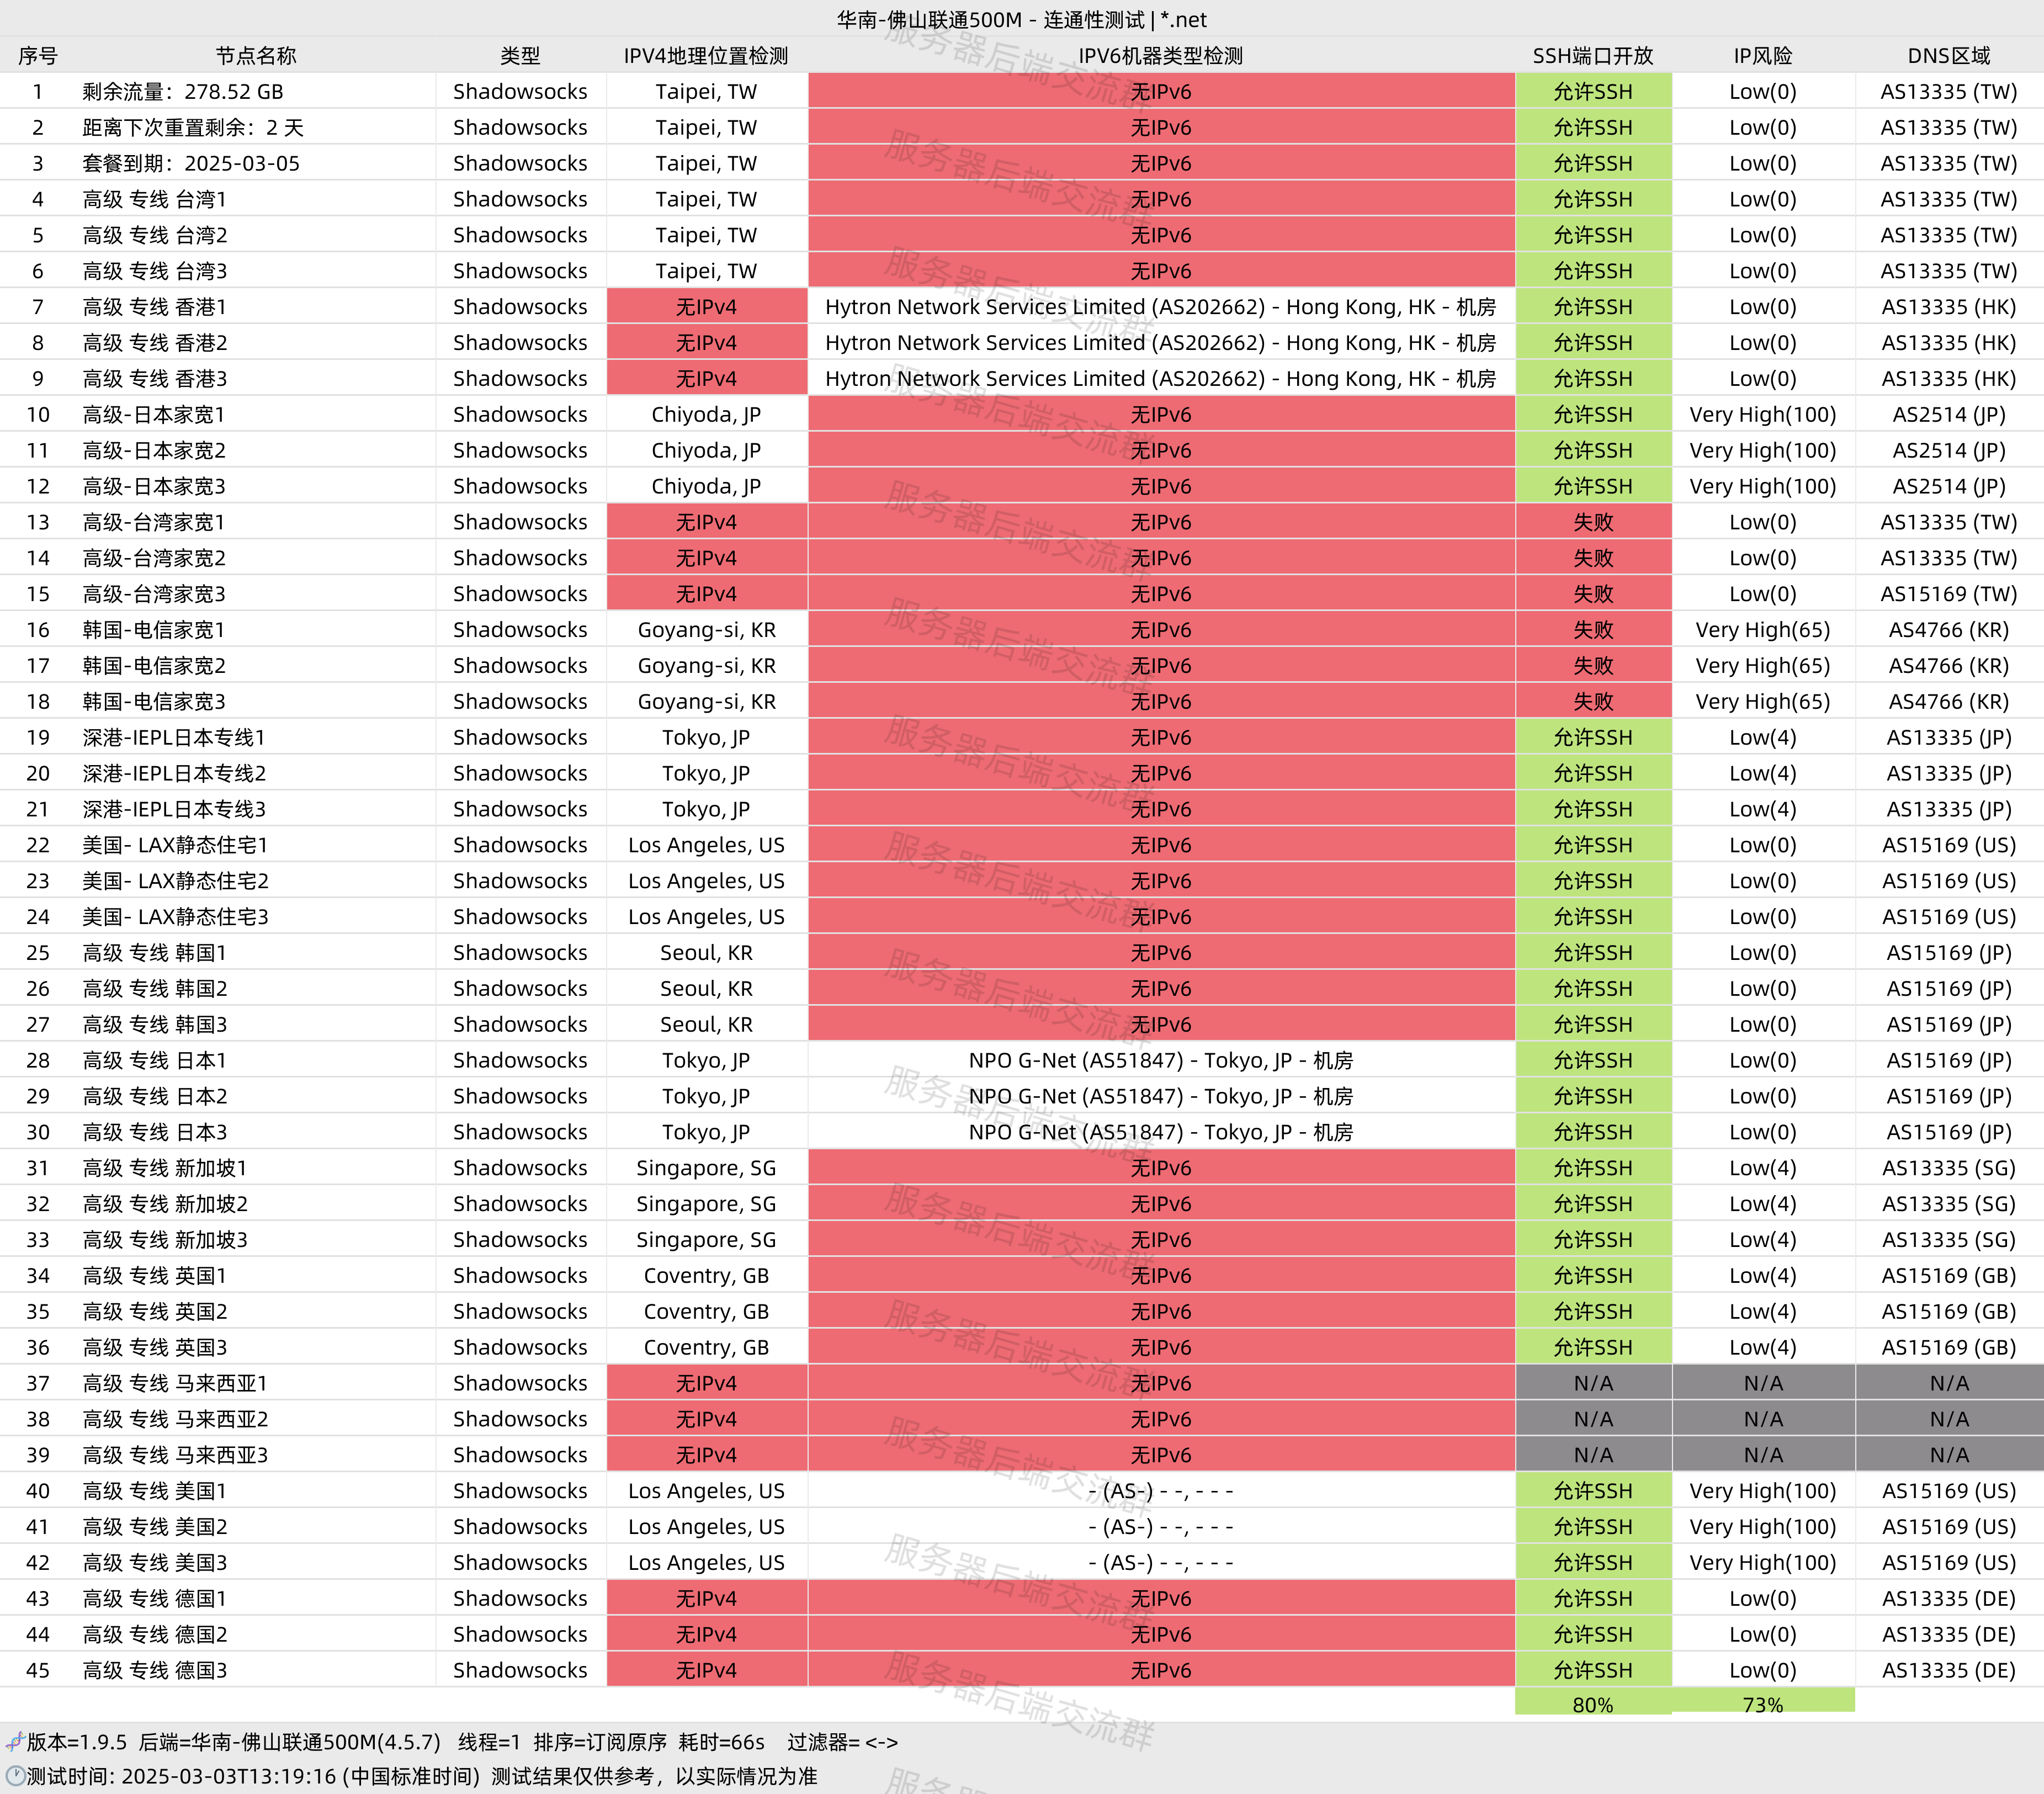 华南-佛山联通500M - 连通性测试 | *.net
序号 节点名称 类型 IPV4地理位置检测 IPV6机器类型检测 SSH端口开放 IP风险 DNS区域
1 剩余流量：278.52 GB Shadowsocks Taipei, TW 无IPv6 允许SSH Low(0) AS13335 (TW)
2 距离下次重置剩余：2 天 Shadowsocks Taipei, TW 无IPv6 允许SSH Low(0) AS13335 (TW)
3 套餐到期：2025-03-05 Shadowsocks Taipei, TW 无IPv6 允许SSH Low(0) AS13335 (TW)
4 高级 专线 台湾1 Shadowsocks Taipei, TW 无IPv6 允许SSH Low(0) AS13335 (TW)
5 高级 专线 台湾2 Shadowsocks Taipei, TW 无IPv6 允许SSH Low(0) AS13335 (TW)
6 高级 专线 台湾3 Shadowsocks Taipei, TW 无IPv6 允许SSH Low(0) AS13335 (TW)
7 高级 专线 香港1 Shadowsocks 无IPv4 Hytron Network Services Limited (AS202662) - Hong Kong, HK - 机房 允许SSH Low(0) AS13335 (HK)
8 高级 专线 香港2 Shadowsocks 无IPv4 Hytron Network Services Limited (AS202662) - Hong Kong, HK - 机房 允许SSH Low(0) AS13335 (HK)
9 高级 专线 香港3 Shadowsocks 无IPv4 Hytron Network Services Limited (AS202662) - Hong Kong, HK - 机房 允许SSH Low(0) AS13335 (HK)
10 高级-日本家宽1 Shadowsocks Chiyoda, JP 无IPv6 允许SSH Very High(100) AS2514 (JP)
11 高级-日本家宽2 Shadowsocks Chiyoda, JP 无IPv6 允许SSH Very High(100) AS2514 (JP)
12 高级-日本家宽3 Shadowsocks Chiyoda, JP 无IPv6 允许SSH Very High(100) AS2514 (JP)
13 高级-台湾家宽1 Shadowsocks 无IPv4 无IPv6 失败 Low(0) AS13335 (TW)
14 高级-台湾家宽2 Shadowsocks 无IPv4 无IPv6 失败 Low(0) AS13335 (TW)
15 高级-台湾家宽3 Shadowsocks 无IPv4 无IPv6 失败 Low(0) AS15169 (TW)
16 韩国-电信家宽1 Shadowsocks Goyang-si, KR 无IPv6 失败 Very High(65) AS4766 (KR)
17 韩国-电信家宽2 Shadowsocks Goyang-si, KR 无IPv6 失败 Very High(65) AS4766 (KR)
18 韩国-电信家宽3 Shadowsocks Goyang-si, KR 无IPv6 失败 Very High(65) AS4766 (KR)
19 深港-IEPL日本专线1 Shadowsocks Tokyo, JP 无IPv6 允许SSH Low(4) AS13335 (JP)
20 深港-IEPL日本专线2 Shadowsocks Tokyo, JP 无IPv6 允许SSH Low(4) AS13335 (JP)
21 深港-IEPL日本专线3 Shadowsocks Tokyo, JP 无IPv6 允许SSH Low(4) AS13335 (JP)
22 美国- LAX静态住宅1 Shadowsocks Los Angeles, US 无IPv6 允许SSH Low(0) AS15169 (US)
23 美国- LAX静态住宅2 Shadowsocks Los Angeles, US 无IPv6 允许SSH Low(0) AS15169 (US)
24 美国- LAX静态住宅3 Shadowsocks Los Angeles, US 无IPv6 允许SSH Low(0) AS15169 (US)
25 高级 专线 韩国1 Shadowsocks Seoul, KR 无IPv6 允许SSH Low(0) AS15169 (JP)
26 高级 专线 韩国2 Shadowsocks Seoul, KR 无IPv6 允许SSH Low(0) AS15169 (JP)
27 高级 专线 韩国3 Shadowsocks Seoul, KR 无IPv6 允许SSH Low(0) AS15169 (JP)
28 高级 专线 日本1 Shadowsocks Tokyo, JP NPO G-Net (AS51847) - Tokyo, JP - 机房 允许SSH Low(0) AS15169 (JP)
29 高级 专线 日本2 Shadowsocks Tokyo, JP NPO G-Net (AS51847) - Tokyo, JP - 机房 允许SSH Low(0) AS15169 (JP)
30 高级 专线 日本3 Shadowsocks Tokyo, JP NPO G-Net (AS51847) - Tokyo, JP - 机房 允许SSH Low(0) AS15169 (JP)
31 高级 专线 新加坡1 Shadowsocks Singapore, SG 无IPv6 允许SSH Low(4) AS13335 (SG)
32 高级 专线 新加坡2 Shadowsocks Singapore, SG 无IPv6 允许SSH Low(4) AS13335 (SG)
33 高级 专线 新加坡3 Shadowsocks Singapore, SG 无IPv6 允许SSH Low(4) AS13335 (SG)
34 高级 专线 英国1 Shadowsocks Coventry, GB 无IPv6 允许SSH Low(4) AS15169 (GB)
35 高级 专线 英国2 Shadowsocks Coventry, GB 无IPv6 允许SSH Low(4) AS15169 (GB)
36 高级 专线 英国3 Shadowsocks Coventry, GB 无IPv6 允许SSH Low(4) AS15169 (GB)
37 高级 专线 马来西亚1 Shadowsocks 无IPv4 无IPv6 N/A N/A N/A
38 高级 专线 马来西亚2 Shadowsocks 无IPv4 无IPv6 N/A N/A N/A
39 高级 专线 马来西亚3 Shadowsocks 无IPv4 无IPv6 N/A N/A N/A
40 高级 专线 美国1 Shadowsocks Los Angeles, US - (AS-) - -, - - - 允许SSH Very High(100) AS15169 (US)
41 高级 专线 美国2 Shadowsocks Los Angeles, US - (AS-) - -, - - - 允许SSH Very High(100) AS15169 (US)
42 高级 专线 美国3 Shadowsocks Los Angeles, US - (AS-) - -, - - - 允许SSH Very High(100) AS15169 (US)
43 高级 专线 德国1 Shadowsocks 无IPv4 无IPv6 允许SSH Low(0) AS13335 (DE)
44 高级 专线 德国2 Shadowsocks 无IPv4 无IPv6 允许SSH Low(0) AS13335 (DE)
45 高级 专线 德国3 Shadowsocks 无IPv4 无IPv6 允许SSH Low(0) AS13335 (DE)
80% 73%
版本=1.9.5 后端=华南-佛山联通500M(4.5.7) 线程=1 排序=订阅原序 耗时=66s 过滤器= <->
测试时间: 2025-03-03T13:19:16 (中国标准时间) 测试结果仅供参考，以实际情况为准
服务器后端交流群